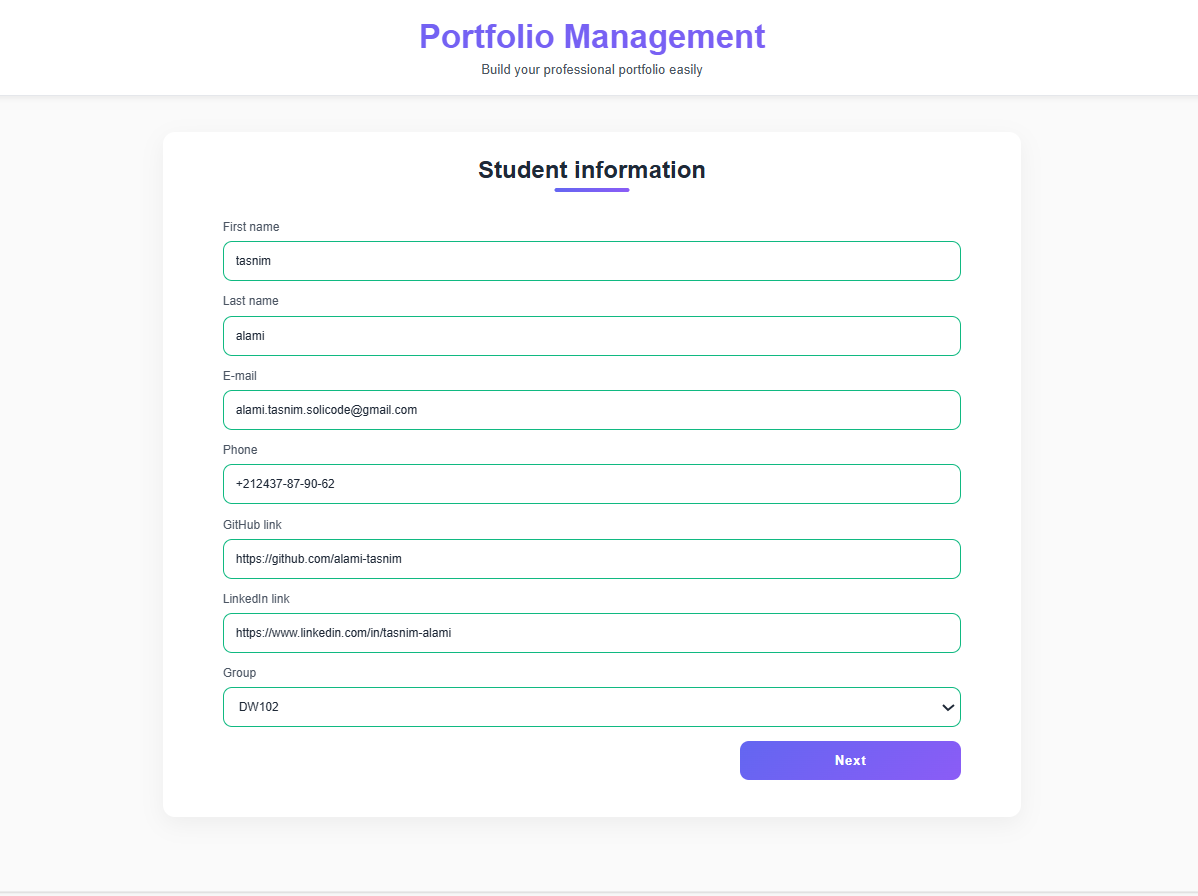 Portfolio Management
Build your professional portfolio easily
Student information
First name
tasnim
Last name
alami
E-mail
alami.tasnim.solicode@gmail.com
Phone
+212437-87-90-62
GitHub link
https://github.com/alami-tasnim
LinkedIn link
https://www.linkedin.com/in/tasnim-alami
Group
DW102
Next